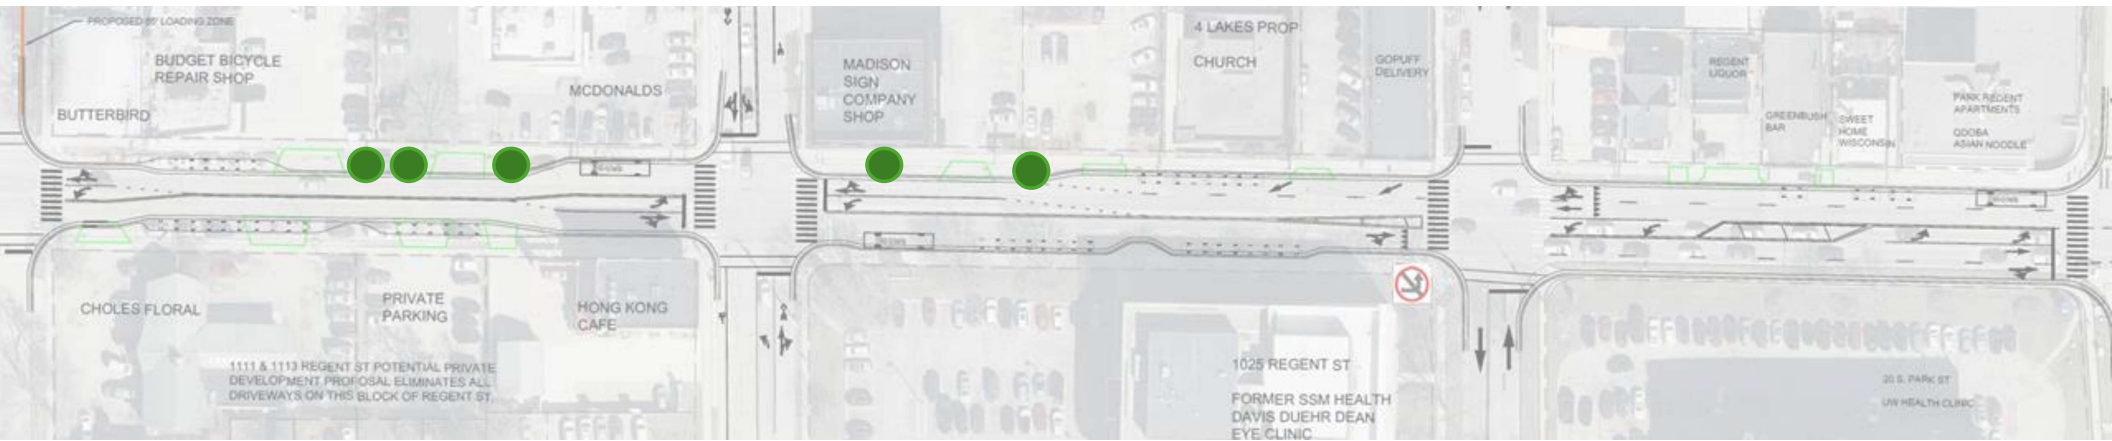 PROPOSED 66' LOADING ZONE
BUDGET BICYCLE
REPAIR SHOP
BUTTERBIRD
MCDONALDS
MADISON
SIGN
COMPANY
SHOP
4 LAKES PROP
CHURCH
GOPUFF
DELIVERY
REGENT
LIQUOR
GREENBUSH
BAR
SWEET
HOME
WISCONSIN
PARK REGENT
APARTMENTS
QDOBA
ASIAN NOODLE
CHOLES FLORAL
PRIVATE
PARKING
HONG KONG
CAFE
1111 & 1113 REGENT ST POTENTIAL PRIVATE
DEVELOPMENT PROPOSAL ELIMINATES ALL
DRIVEWAYS ON THIS BLOCK OF REGENT ST.
1025 REGENT ST
FORMER SSM HEALTH
DAVIS DUEHR DEAN
EYE CLINIC
20 S. PARK ST
UW HEALTH CLINIC